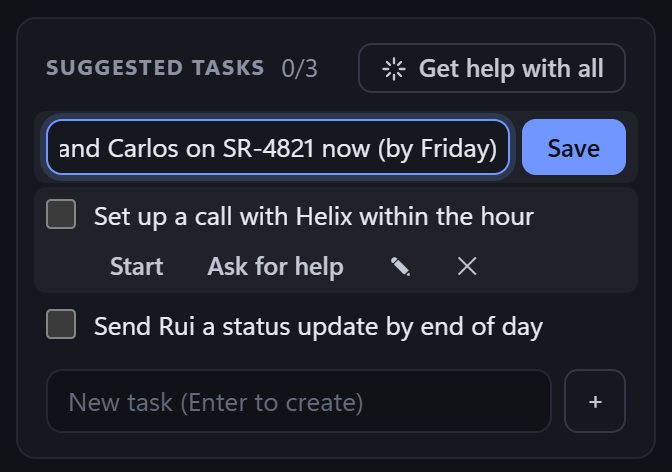 SUGGESTED TASKS 0/3 Get help with all
and Carlos on SR-4821 now (by Friday) Save
Set up a call with Helix within the hour
Start Ask for help
Send Rui a status update by end of day
New task (Enter to create) +